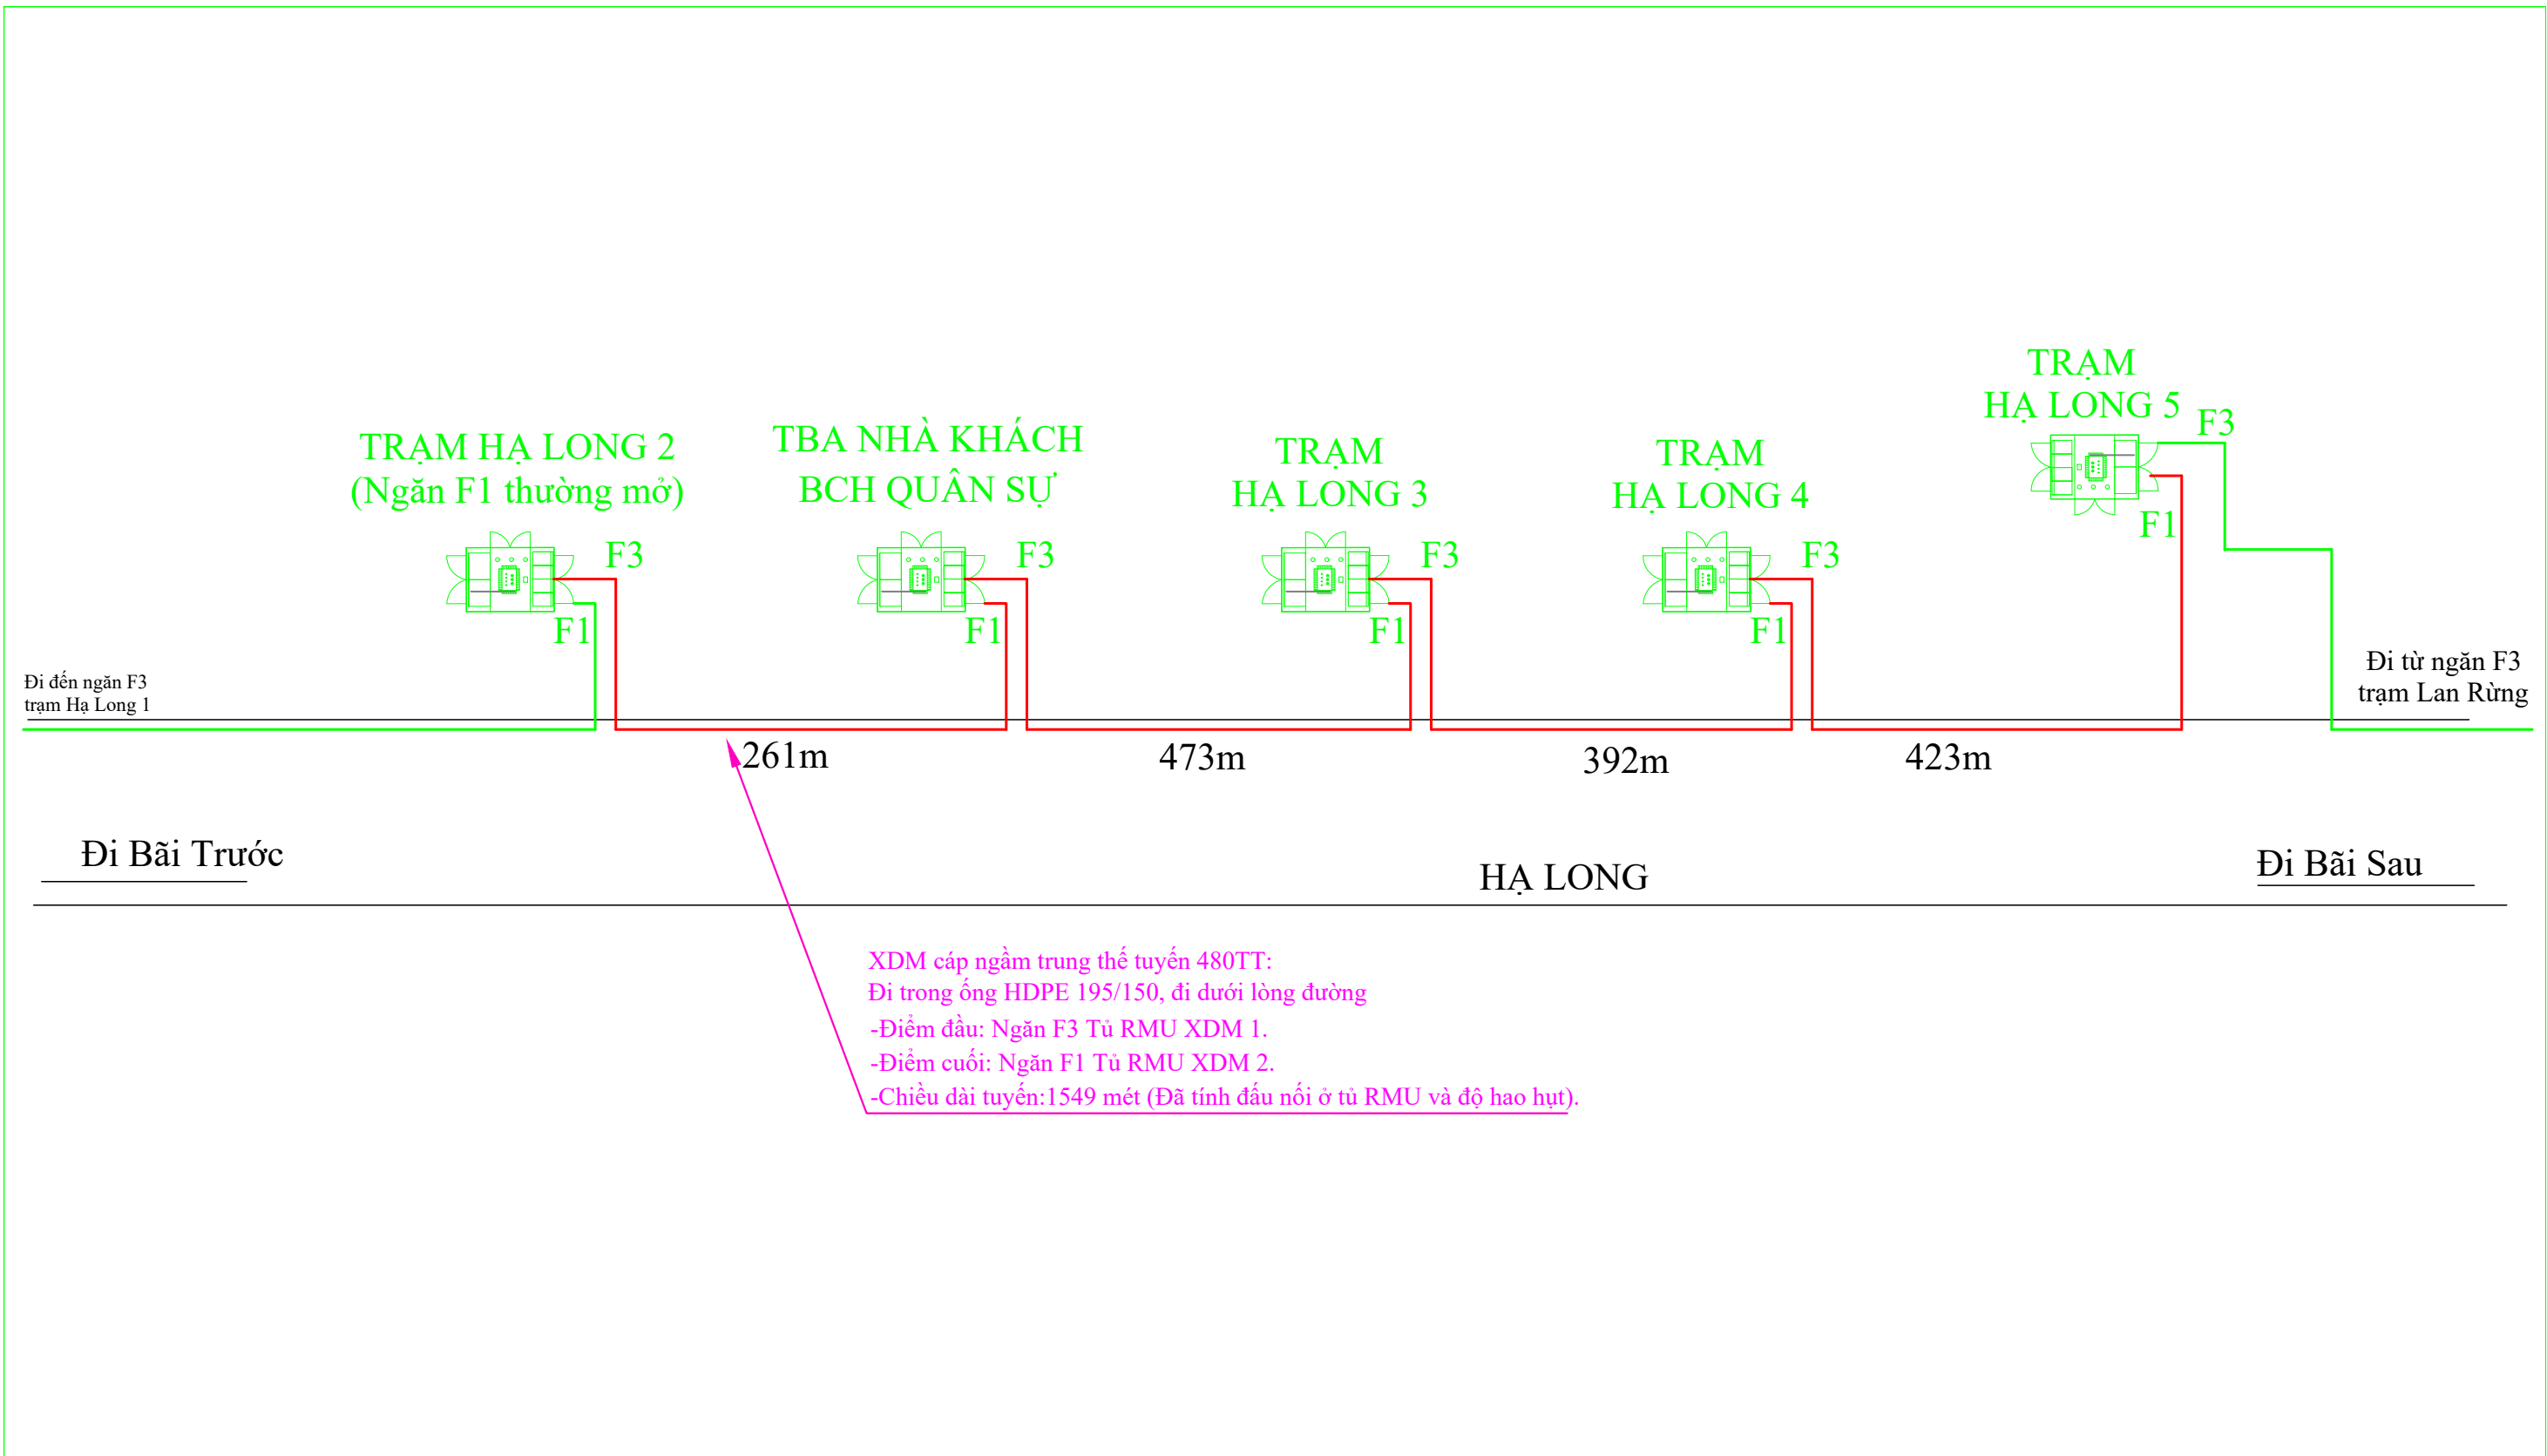 TRẠM HẠ LONG 2
(Ngăn F1 thường mở)
F3
F1
TBA NHÀ KHÁCH
BCH QUÂN SỰ
F3
F1
TRẠM
HẠ LONG 3
F3
F1
TRẠM
HẠ LONG 4
F3
F1
TRẠM
HẠ LONG 5
F3
F1
Đi đến ngăn F3
trạm Hạ Long 1
Đi từ ngăn F3
trạm Lan Rừng
261m
473m
392m
423m
Đi Bãi Trước
HẠ LONG
Đi Bãi Sau
XDM cáp ngầm trung thế tuyến 480TT:
Đi trong ống HDPE 195/150, đi dưới lòng đường
-Điểm đầu: Ngăn F3 Tủ RMU XDM 1.
-Điểm cuối: Ngăn F1 Tủ RMU XDM 2.
-Chiều dài tuyến:1549 mét (Đã tính đấu nối ở tủ RMU và độ hao hụt).